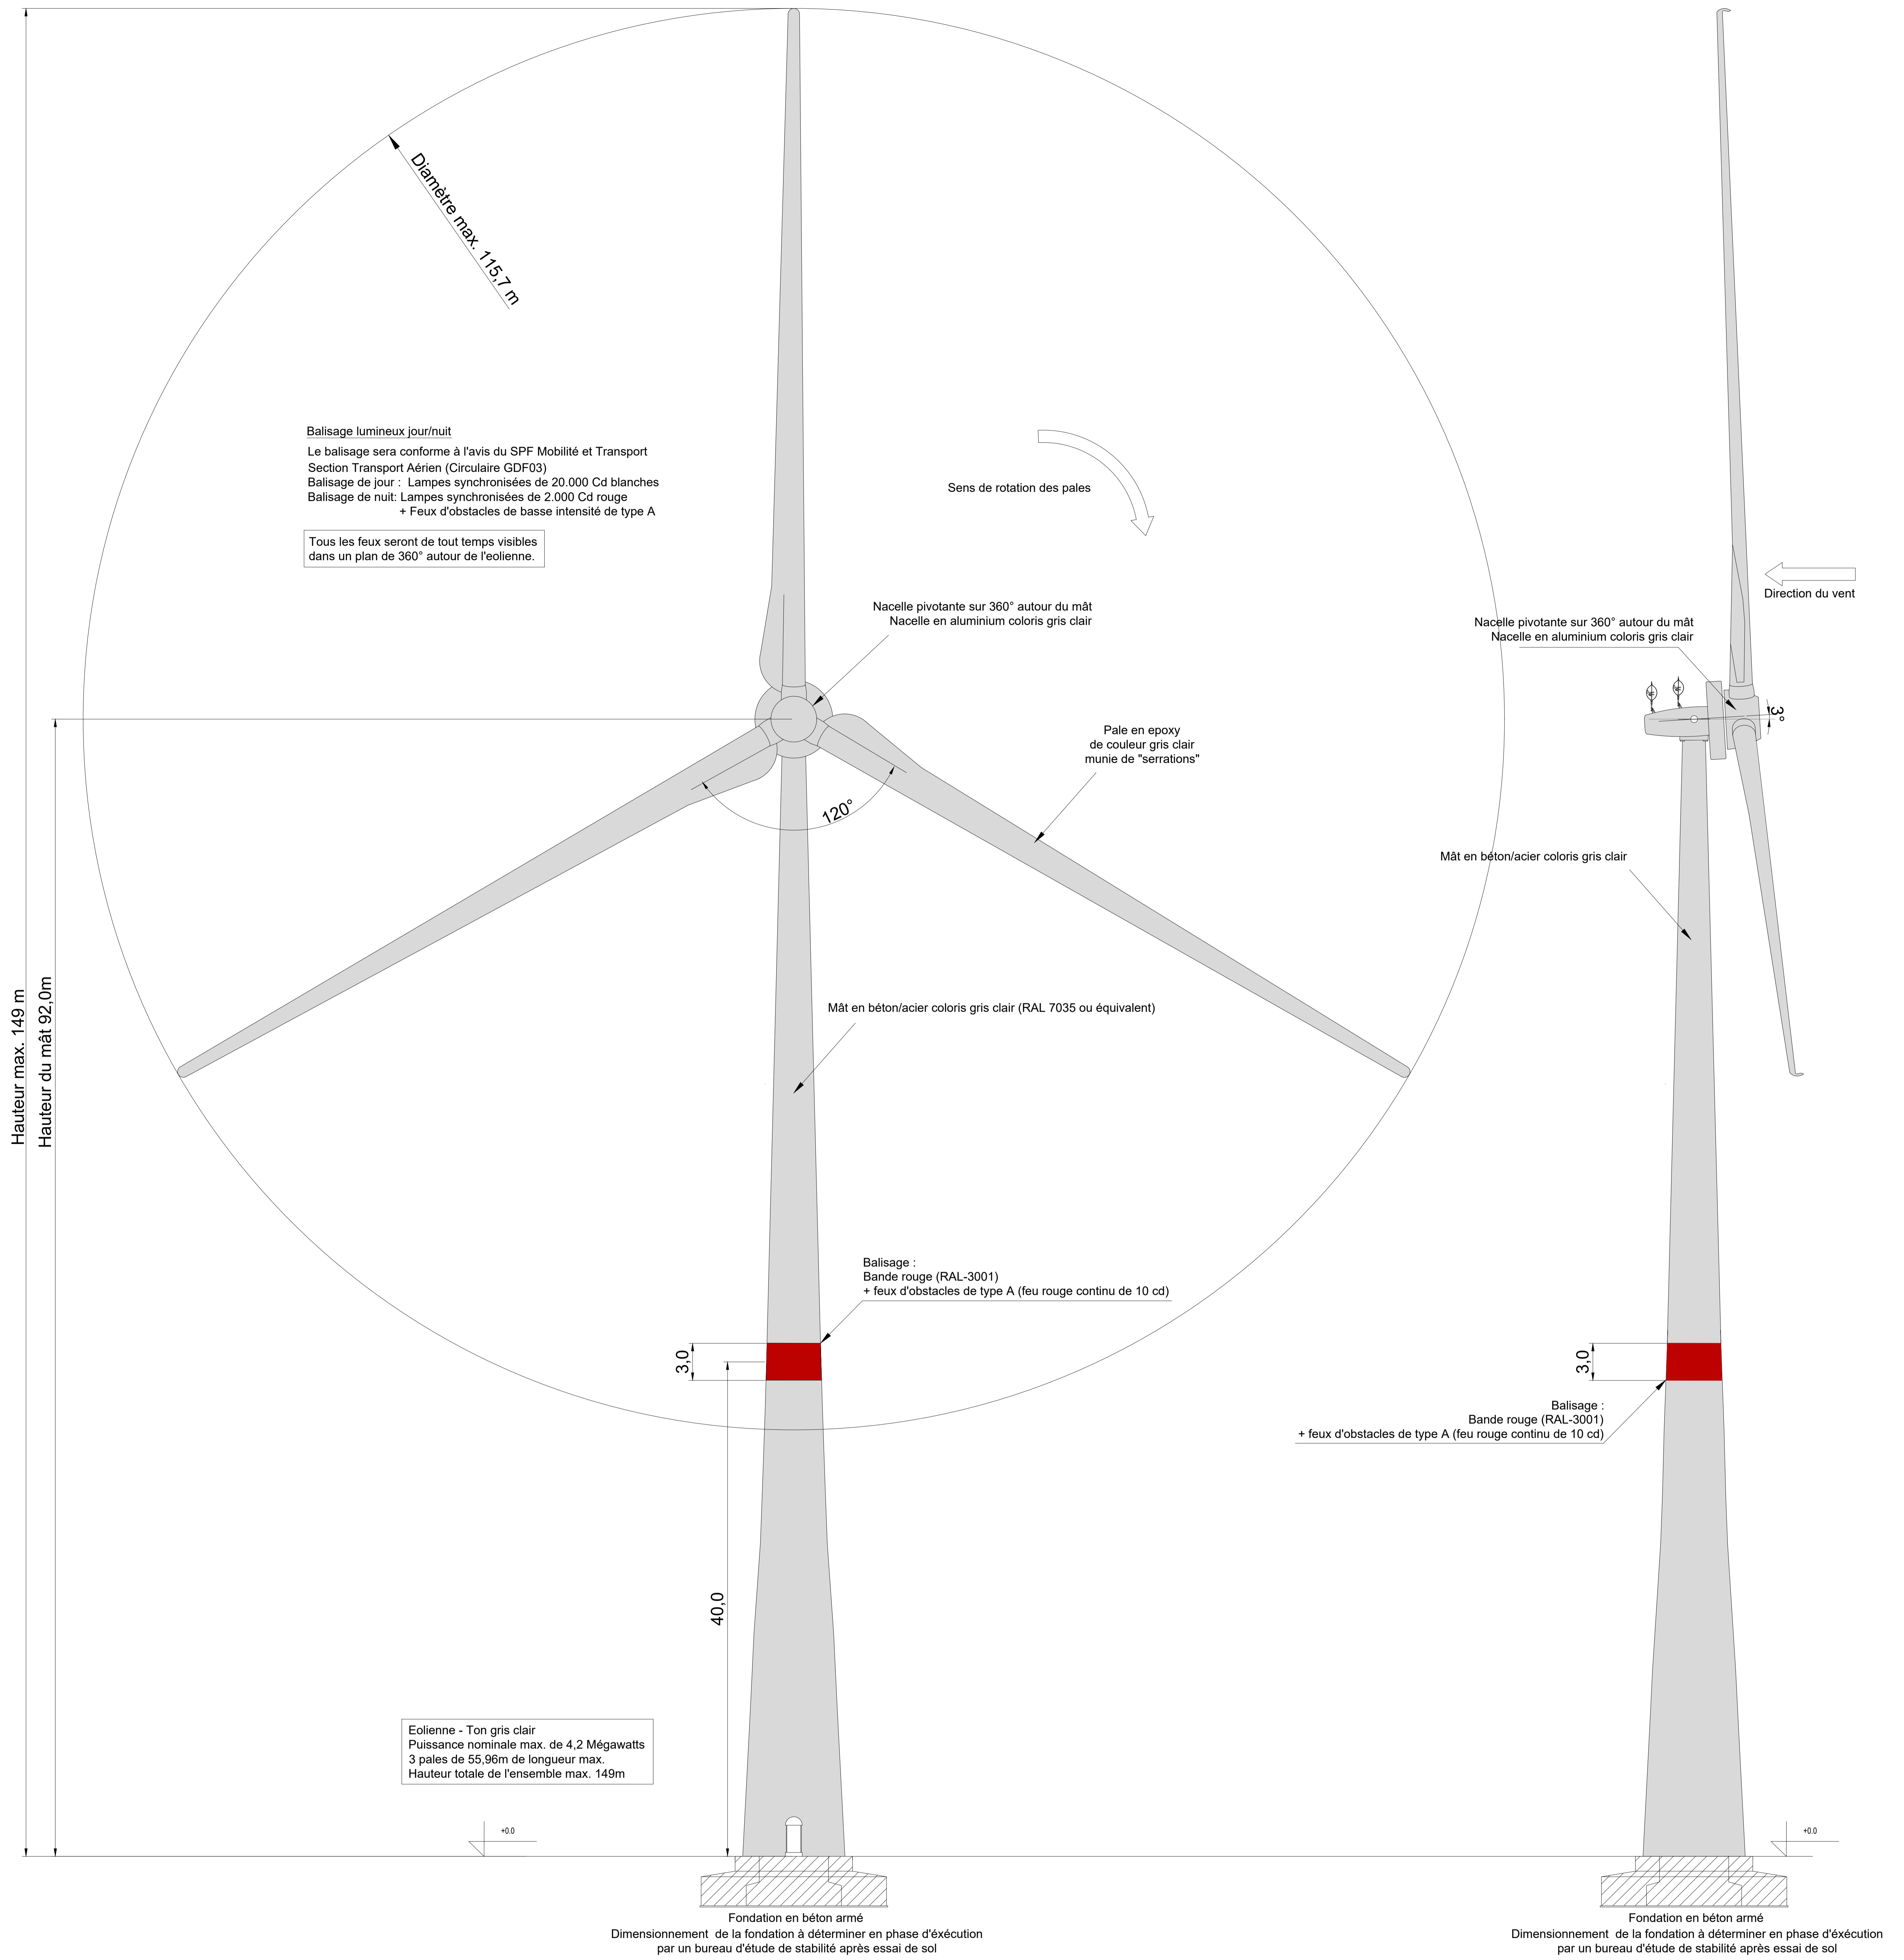 Diamètre max. 115,7 m
Balisage lumineux jour/nuit
Le balisage sera conforme à l'avis du SPF Mobilité et Transport
Section Transport Aérien (Circulaire GDF03)
Balisage de jour : Lampes synchronisées de 20.000 Cd blanches
Balisage de nuit: Lampes synchronisées de 2.000 Cd rouge
+ Feux d'obstacles de basse intensité de type A
Tous les feux seront de tout temps visibles
dans un plan de 360° autour de l'eolienne.
Sens de rotation des pales
Direction du vent
Nacelle pivotante sur 360° autour du mât
Nacelle en aluminium coloris gris clair
Nacelle pivotante sur 360° autour du mât
Nacelle en aluminium coloris gris clair
3°
Pale en epoxy
de couleur gris clair
munie de "serrations"
120°
Mât en béton/acier coloris gris clair
Hauteur max. 149 m
Hauteur du mât 92,0m
Mât en béton/acier coloris gris clair (RAL 7035 ou équivalent)
Balisage :
Bande rouge (RAL-3001)
+ feux d'obstacles de type A (feu rouge continu de 10 cd)
3,0
3,0
Balisage :
Bande rouge (RAL-3001)
+ feux d'obstacles de type A (feu rouge continu de 10 cd)
40,0
Eolienne - Ton gris clair
Puissance nominale max. de 4,2 Mégawatts
3 pales de 55,96m de longueur max.
Hauteur totale de l'ensemble max. 149m
+0.0
+0.0
Fondation en béton armé
Dimensionnement de la fondation à déterminer en phase d'éxécution
par un bureau d'étude de stabilité après essai de sol
Fondation en béton armé
Dimensionnement de la fondation à déterminer en phase d'éxécution
par un bureau d'étude de stabilité après essai de sol